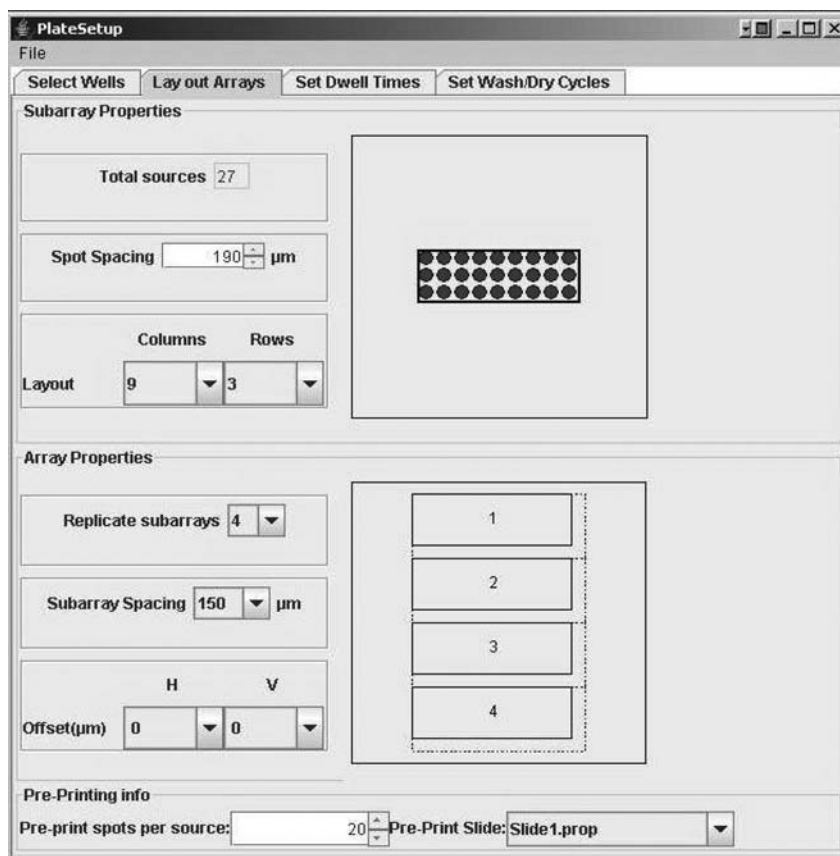 PlateSetup
File
Select Wells Lay out Arrays Set Dwell Times Set Wash/Dry Cycles
Subarray Properties
Total sources 27
Spot Spacing 190 μm
Columns Rows
Layout 9 3
Array Properties
Replicate subarrays 4
Subarray Spacing 150 μm
H V
Offset(μm) 0 0
1
2
3
4
Pre-Printing info
Pre-print spots per source: 20 Pre-Print Slide: Slide1.prop